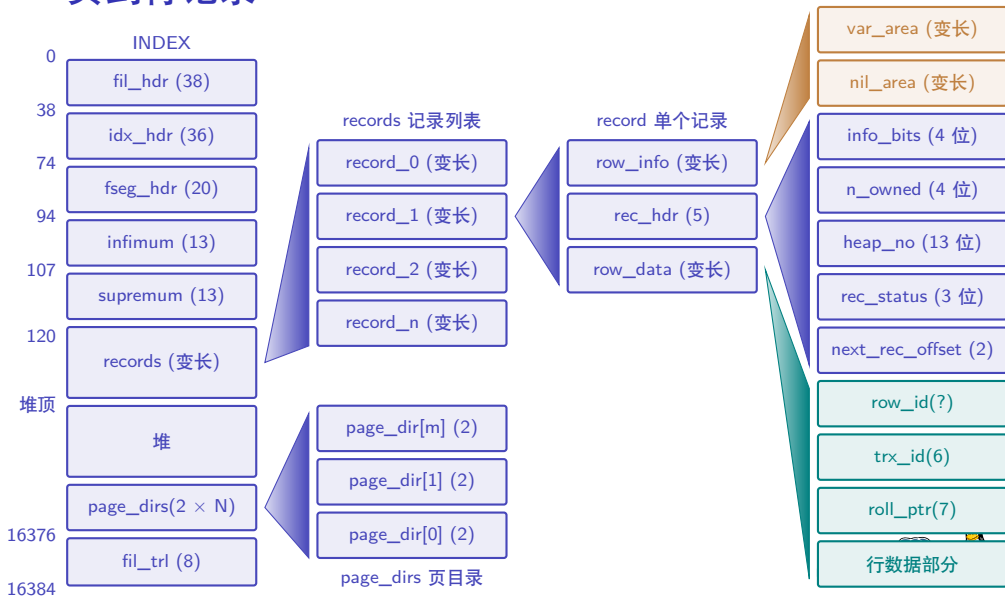 INDEX
0
fil_hdr (38)
38
idx_hdr (36)
74
fseg_hdr (20)
94
infimum (13)
107
supremum (13)
120
records (变长)
堆顶
堆
page_dirs(2 × N)
16376
fil_trl (8)
16384
records 记录列表
record_0 (变长)
record_1 (变长)
record_2 (变长)
record_n (变长)
page_dir[m] (2)
page_dir[1] (2)
page_dir[0] (2)
page_dirs 页目录
record 单个记录
row_info (变长)
rec_hdr (5)
row_data (变长)
var_area (变长)
nil_area (变长)
info_bits (4 位)
n_owned (4 位)
heap_no (13 位)
rec_status (3 位)
next_rec_offset (2)
row_id(?)
trx_id(6)
roll_ptr(7)
行数据部分